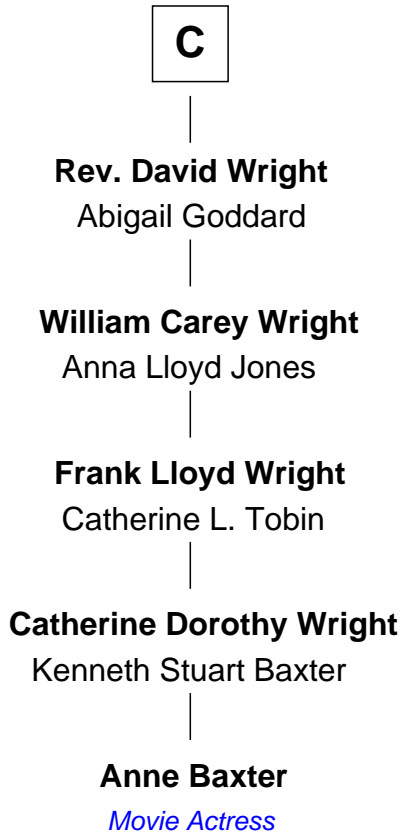 C
Rev. David Wright
Abigail Goddard
William Carey Wright
Anna Lloyd Jones
Frank Lloyd Wright
Catherine L. Tobin
Catherine Dorothy Wright
Kenneth Stuart Baxter
Anne Baxter
Movie Actress